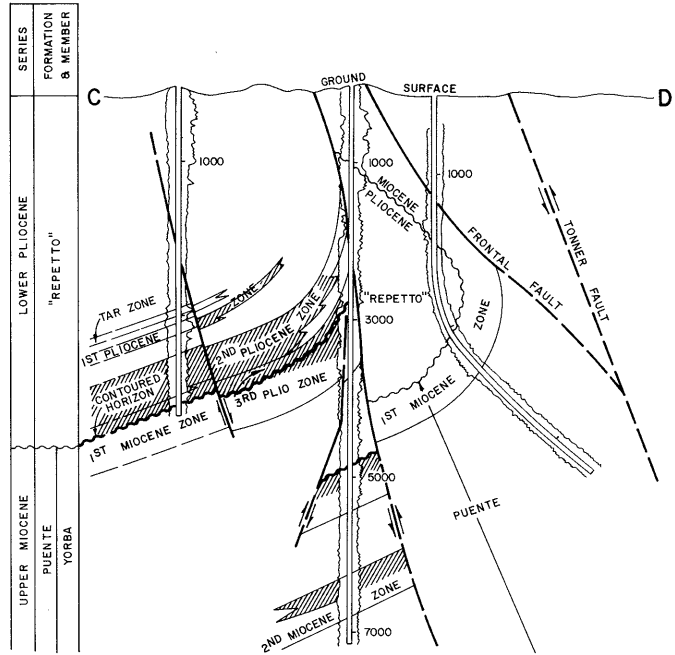 SERIES
FORMATION
& MEMBER
LOWER PLIOCENE
"REPETTO"
UPPER MIOCENE
PUENTE
YORBA
C
GROUND
SURFACE
D
1000
1000
1000
MIOCENE
PLIOCENE
FRONTAL
FAULT
TONNER
FAULT
TAR ZONE
1ST PLIOCENE
ZONE
2ND PLIOCENE ZONE
"REPETTO"
3000
ZONE
CONTOURED
HORIZON
3RD PLIO ZONE
1ST MIOCENE ZONE
1ST MIOCENE
5000
PUENTE
2ND MIOCENE
ZONE
7000